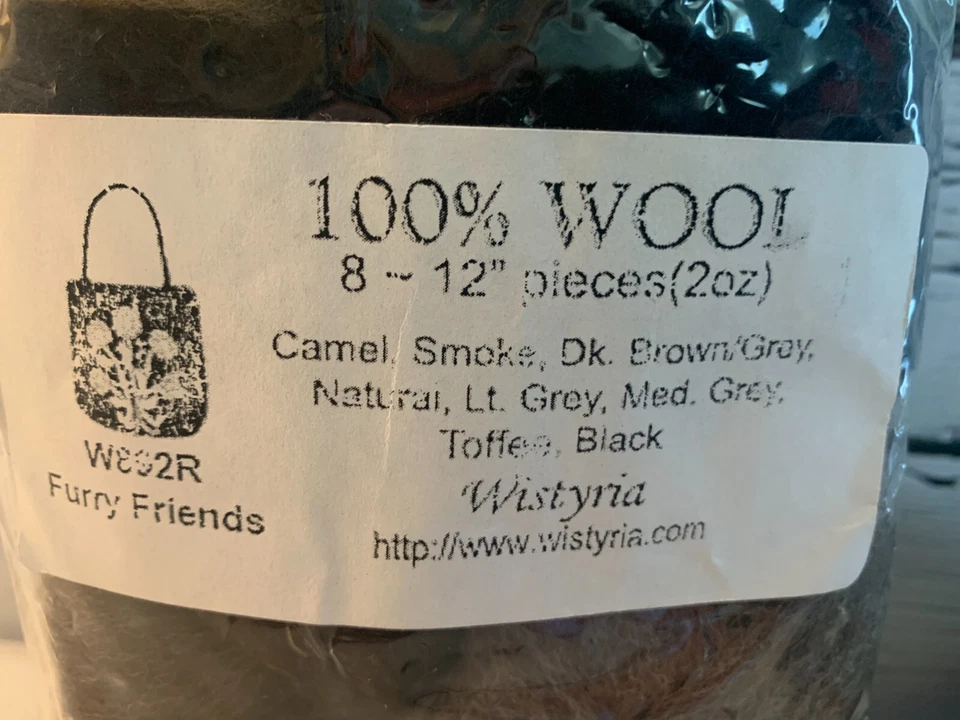 100% WOOL
8 ~ 12" pieces(2oz)
Camel, Smoke, Dk. Brown/Grey,
Natural, Lt. Grey, Med. Grey,
Toffee, Black
Wistyria
http://www.wistyria.com
Furry Friends